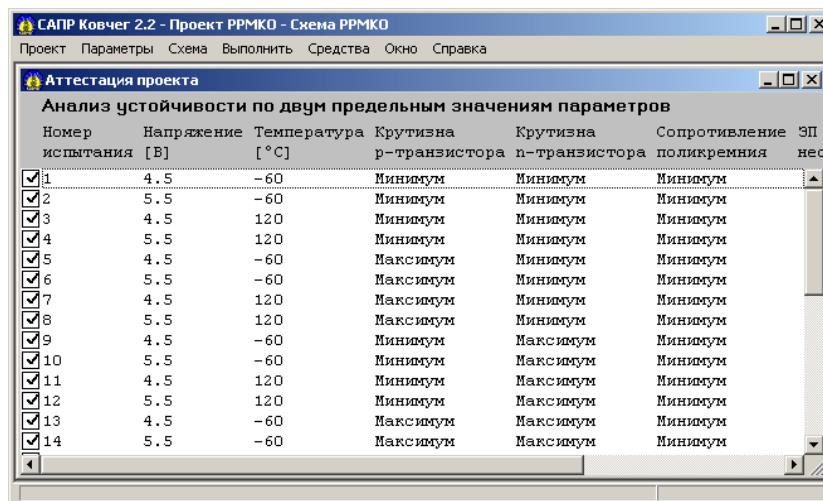 САПР Ковчег 2.2 - Проект РРМКО - Схема РРМКО
Проект Параметры Схема Выполнить Средства Окно Справка
Аттестация проекта
Анализ устойчивости по двум предельным значениям параметров
Номер Напряжение Температура Крутизна Крутизна Сопротивление ЭП
испытания [В] [°C] p-транзистора n-транзистора поликремния нес
1 4.5 -60 Минимум Минимум Минимум
2 5.5 -60 Минимум Минимум Минимум
3 4.5 120 Минимум Минимум Минимум
4 5.5 120 Минимум Минимум Минимум
5 4.5 -60 Максимум Минимум Минимум
6 5.5 -60 Максимум Минимум Минимум
7 4.5 120 Максимум Минимум Минимум
8 5.5 120 Максимум Минимум Минимум
9 4.5 -60 Минимум Максимум Минимум
10 5.5 -60 Минимум Максимум Минимум
11 4.5 120 Минимум Максимум Минимум
12 5.5 120 Минимум Максимум Минимум
13 4.5 -60 Максимум Максимум Минимум
14 5.5 -60 Максимум Максимум Минимум